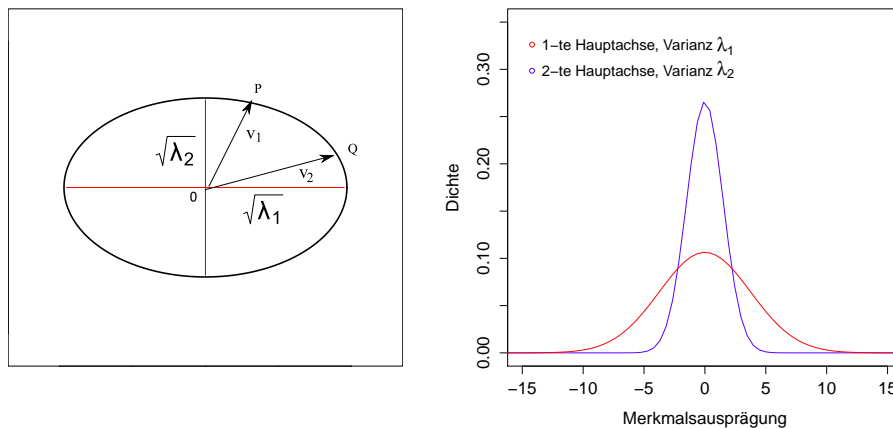 P
√λ2
v1
Q
v2
0
√λ1
1−te Hauptachse, Varianz λ1
2−te Hauptachse, Varianz λ2
0.30
0.20
0.10
0.00
Dichte
−15 −10 −5 0 5 10 15
Merkmalsausprägung